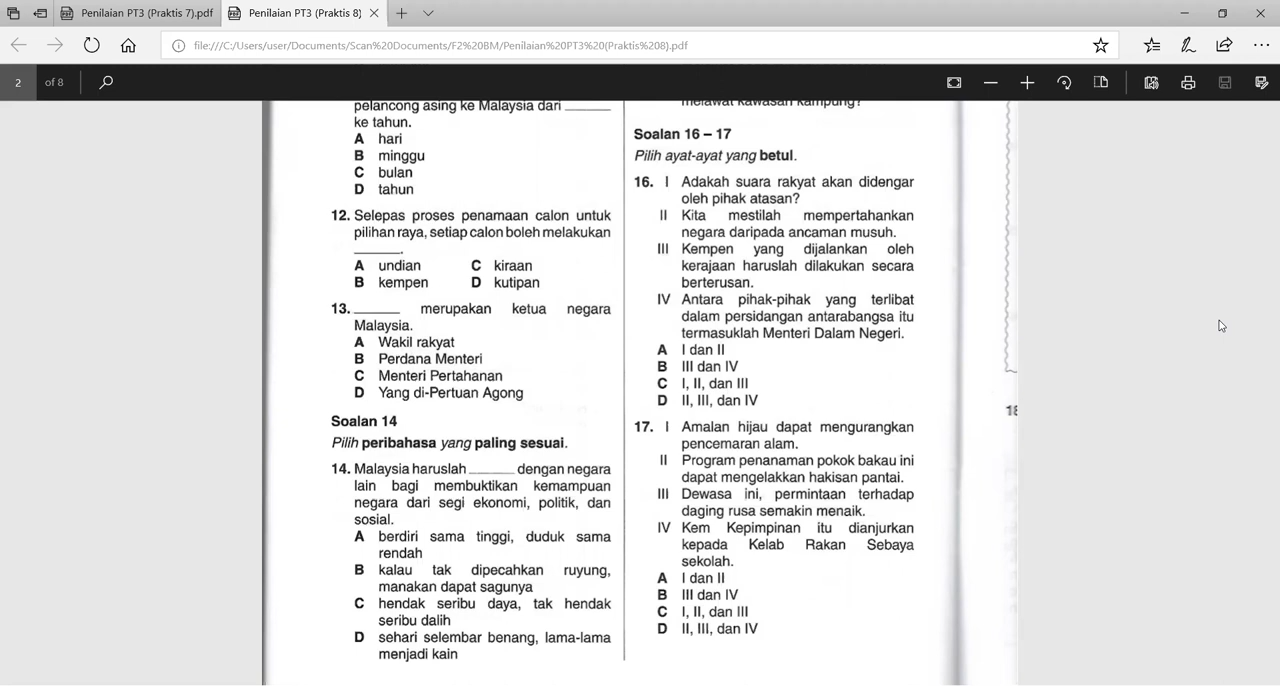 Penilaian PT3 (Praktis 7).pdf
Penilaian PT3 (Praktis 8)
file:///C:/Users/user/Documents/Scan%20Documents/F2%20BM/Penilaian%20PT3%20(Praktis%208).pdf
2 of 8
pelancong asing ke Malaysia dari ______
ke tahun.
A hari
B minggu
C bulan
D tahun
12. Selepas proses penamaan calon untuk
pilihan raya, setiap calon boleh melakukan
______.
A undian C kiraan
B kempen D kutipan
13. ______ merupakan ketua negara
Malaysia.
A Wakil rakyat
B Perdana Menteri
C Menteri Pertahanan
D Yang di-Pertuan Agong
Soalan 14
Pilih peribahasa yang paling sesuai.
14. Malaysia haruslah ______ dengan negara
lain bagi membuktikan kemampuan
negara dari segi ekonomi, politik, dan
sosial.
A berdiri sama tinggi, duduk sama
rendah
B kalau tak dipecahkan ruyung,
manakan dapat sagunya
C hendak seribu daya, tak hendak
seribu dalih
D sehari selembar benang, lama-lama
menjadi kain
melawat kawasan kampung?
Soalan 16 – 17
Pilih ayat-ayat yang betul.
16. I Adakah suara rakyat akan didengar
oleh pihak atasan?
II Kita mestilah mempertahankan
negara daripada ancaman musuh.
III Kempen yang dijalankan oleh
kerajaan haruslah dilakukan secara
berterusan.
IV Antara pihak-pihak yang terlibat
dalam persidangan antarabangsa itu
termasuklah Menteri Dalam Negeri.
A I dan II
B III dan IV
C I, II, dan III
D II, III, dan IV
17. I Amalan hijau dapat mengurangkan
pencemaran alam.
II Program penanaman pokok bakau ini
dapat mengelakkan hakisan pantai.
III Dewasa ini, permintaan terhadap
daging rusa semakin menaik.
IV Kem Kepimpinan itu dianjurkan
kepada Kelab Rakan Sebaya
sekolah.
A I dan II
B III dan IV
C I, II, dan III
D II, III, dan IV
18